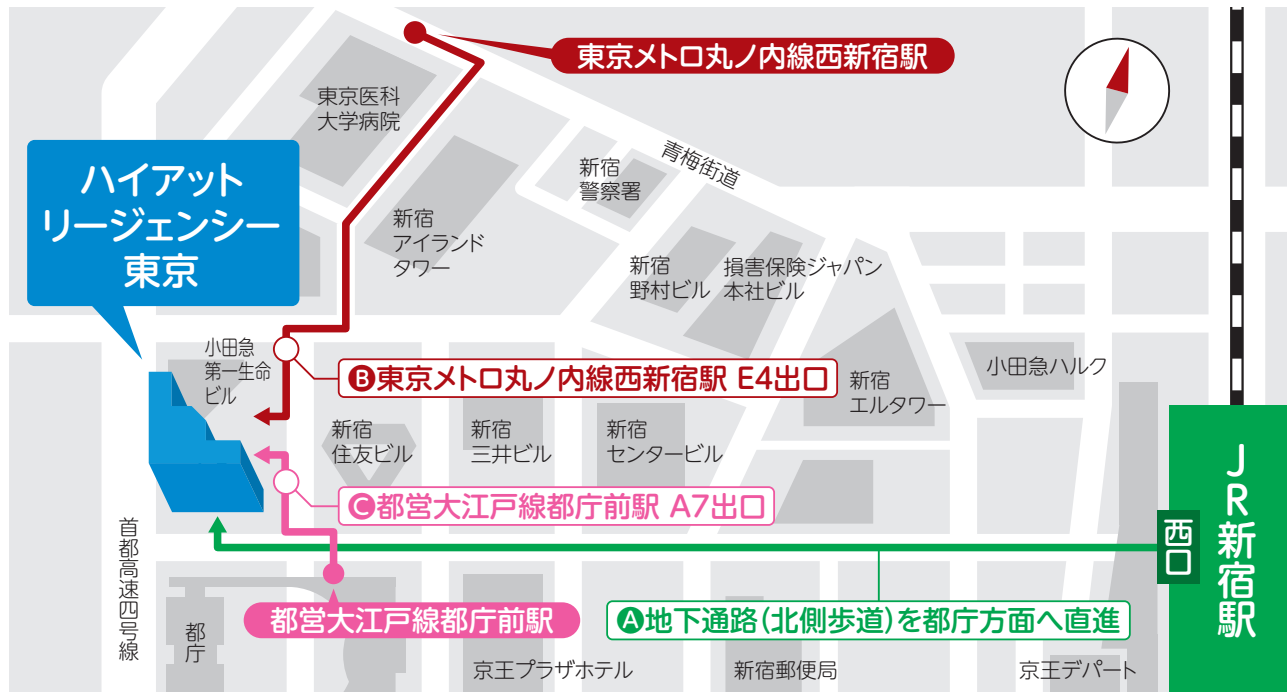 東京メトロ丸ノ内線西新宿駅
東京医科
大学病院
ハイアット
リージェンシー
東京
新宿
警察署
青梅街道
新宿
アイランド
タワー
新宿
野村ビル
損害保険ジャパン
本社ビル
小田急
第一生命
ビル
B東京メトロ丸ノ内線西新宿駅 E4出口
新宿
エルタワー
小田急ハルク
新宿
住友ビル
新宿
三井ビル
新宿
センタービル
C都営大江戸線都庁前駅 A7出口
JR新宿駅
西口
首都高速四号線
都営大江戸線都庁前駅
A地下通路(北側歩道)を都庁方面へ直進
都庁
京王プラザホテル
新宿郵便局
京王デパート